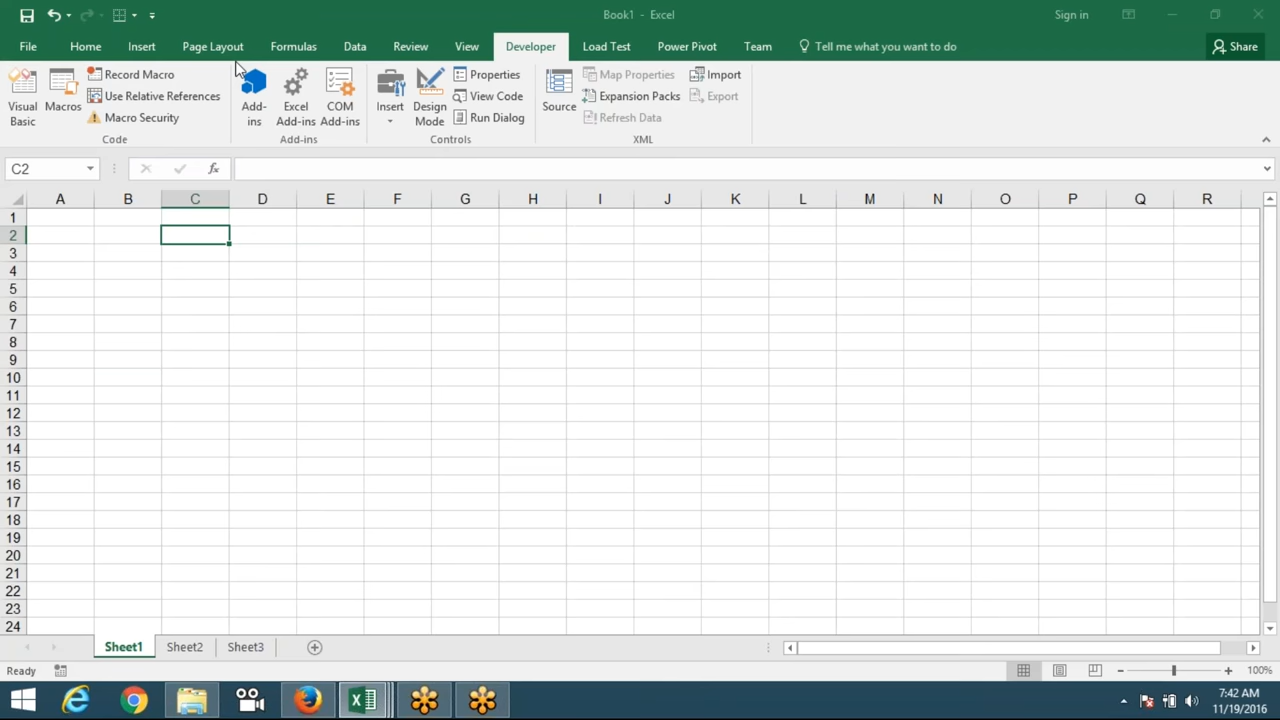 Book1 - Excel
Sign in
File Home Insert Page Layout Formulas Data Review View Developer Load Test Power Pivot Team Tell me what you want to do Share
Visual Basic
Macros
Record Macro
Use Relative References
Macro Security
Code
Add-ins
Excel Add-ins
COM Add-ins
Add-ins
Insert
Design Mode
Properties
View Code
Run Dialog
Controls
Source
Map Properties
Expansion Packs
Refresh Data
Import
Export
XML
C2 fx
A B C D E F G H I J K L M N O P Q R
1
2
3
4
5
6
7
8
9
10
11
12
13
14
15
16
17
18
19
20
21
22
23
24
Sheet1 Sheet2 Sheet3
Ready 100%
7:42 AM
11/19/2016